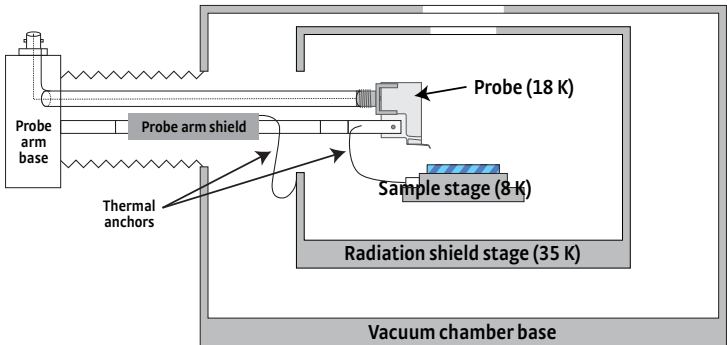 Probe (18 K)
Probe
arm
base
Probe arm shield
Thermal
anchors
Sample stage (8 K)
Radiation shield stage (35 K)
Vacuum chamber base